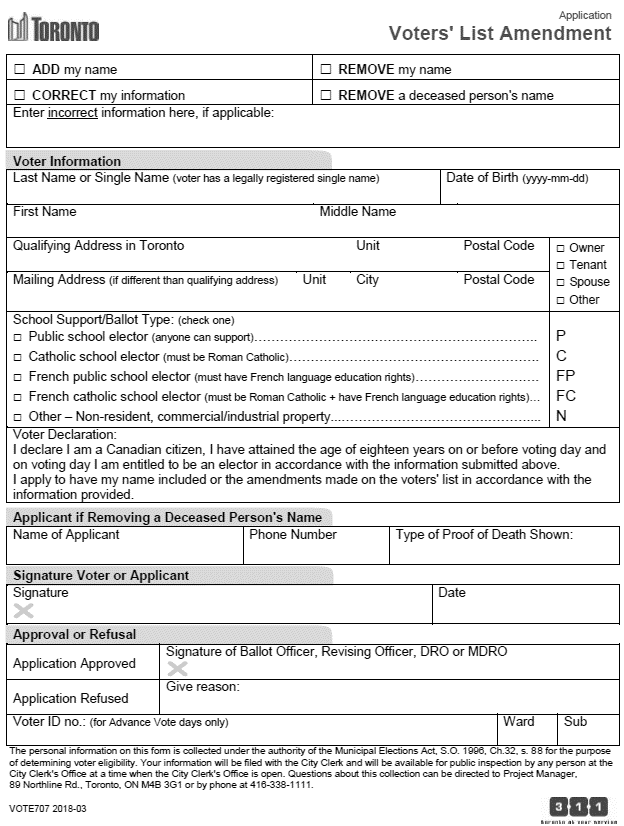 TORONTO
Application
Voters' List Amendment
□ ADD my name □ REMOVE my name
□ CORRECT my information □ REMOVE a deceased person's name
Enter incorrect information here, if applicable:
Voter Information
Last Name or Single Name (voter has a legally registered single name) Date of Birth (yyyy-mm-dd)
First Name Middle Name
Qualifying Address in Toronto Unit Postal Code □ Owner
□ Tenant
Mailing Address (if different than qualifying address) Unit City Postal Code □ Spouse
□ Other
School Support/Ballot Type: (check one)
□ Public school elector (anyone can support)........ P
□ Catholic school elector (must be Roman Catholic)........ C
□ French public school elector (must have French language education rights)........ FP
□ French catholic school elector (must be Roman Catholic + have French language education rights)... FC
□ Other – Non-resident, commercial/industrial property........ N
Voter Declaration:
I declare I am a Canadian citizen, I have attained the age of eighteen years on or before voting day and
on voting day I am entitled to be an elector in accordance with the information submitted above.
I apply to have my name included or the amendments made on the voters' list in accordance with the
information provided.
Applicant if Removing a Deceased Person's Name
Name of Applicant Phone Number Type of Proof of Death Shown:
Signature Voter or Applicant
Signature Date
Approval or Refusal
Application Approved Signature of Ballot Officer, Revising Officer, DRO or MDRO
Application Refused Give reason:
Voter ID no.: (for Advance Vote days only) Ward Sub
The personal information on this form is collected under the authority of the Municipal Elections Act, S.O. 1996, Ch.32, s. 88 for the purpose
of determining voter eligibility. Your information will be filed with the City Clerk and will be available for public inspection by any person at the
City Clerk's Office at a time when the City Clerk's Office is open. Questions about this collection can be directed to Project Manager,
89 Northline Rd., Toronto, ON M4B 3G1 or by phone at 416-338-1111.
VOTE707 2018-03
3 1 1